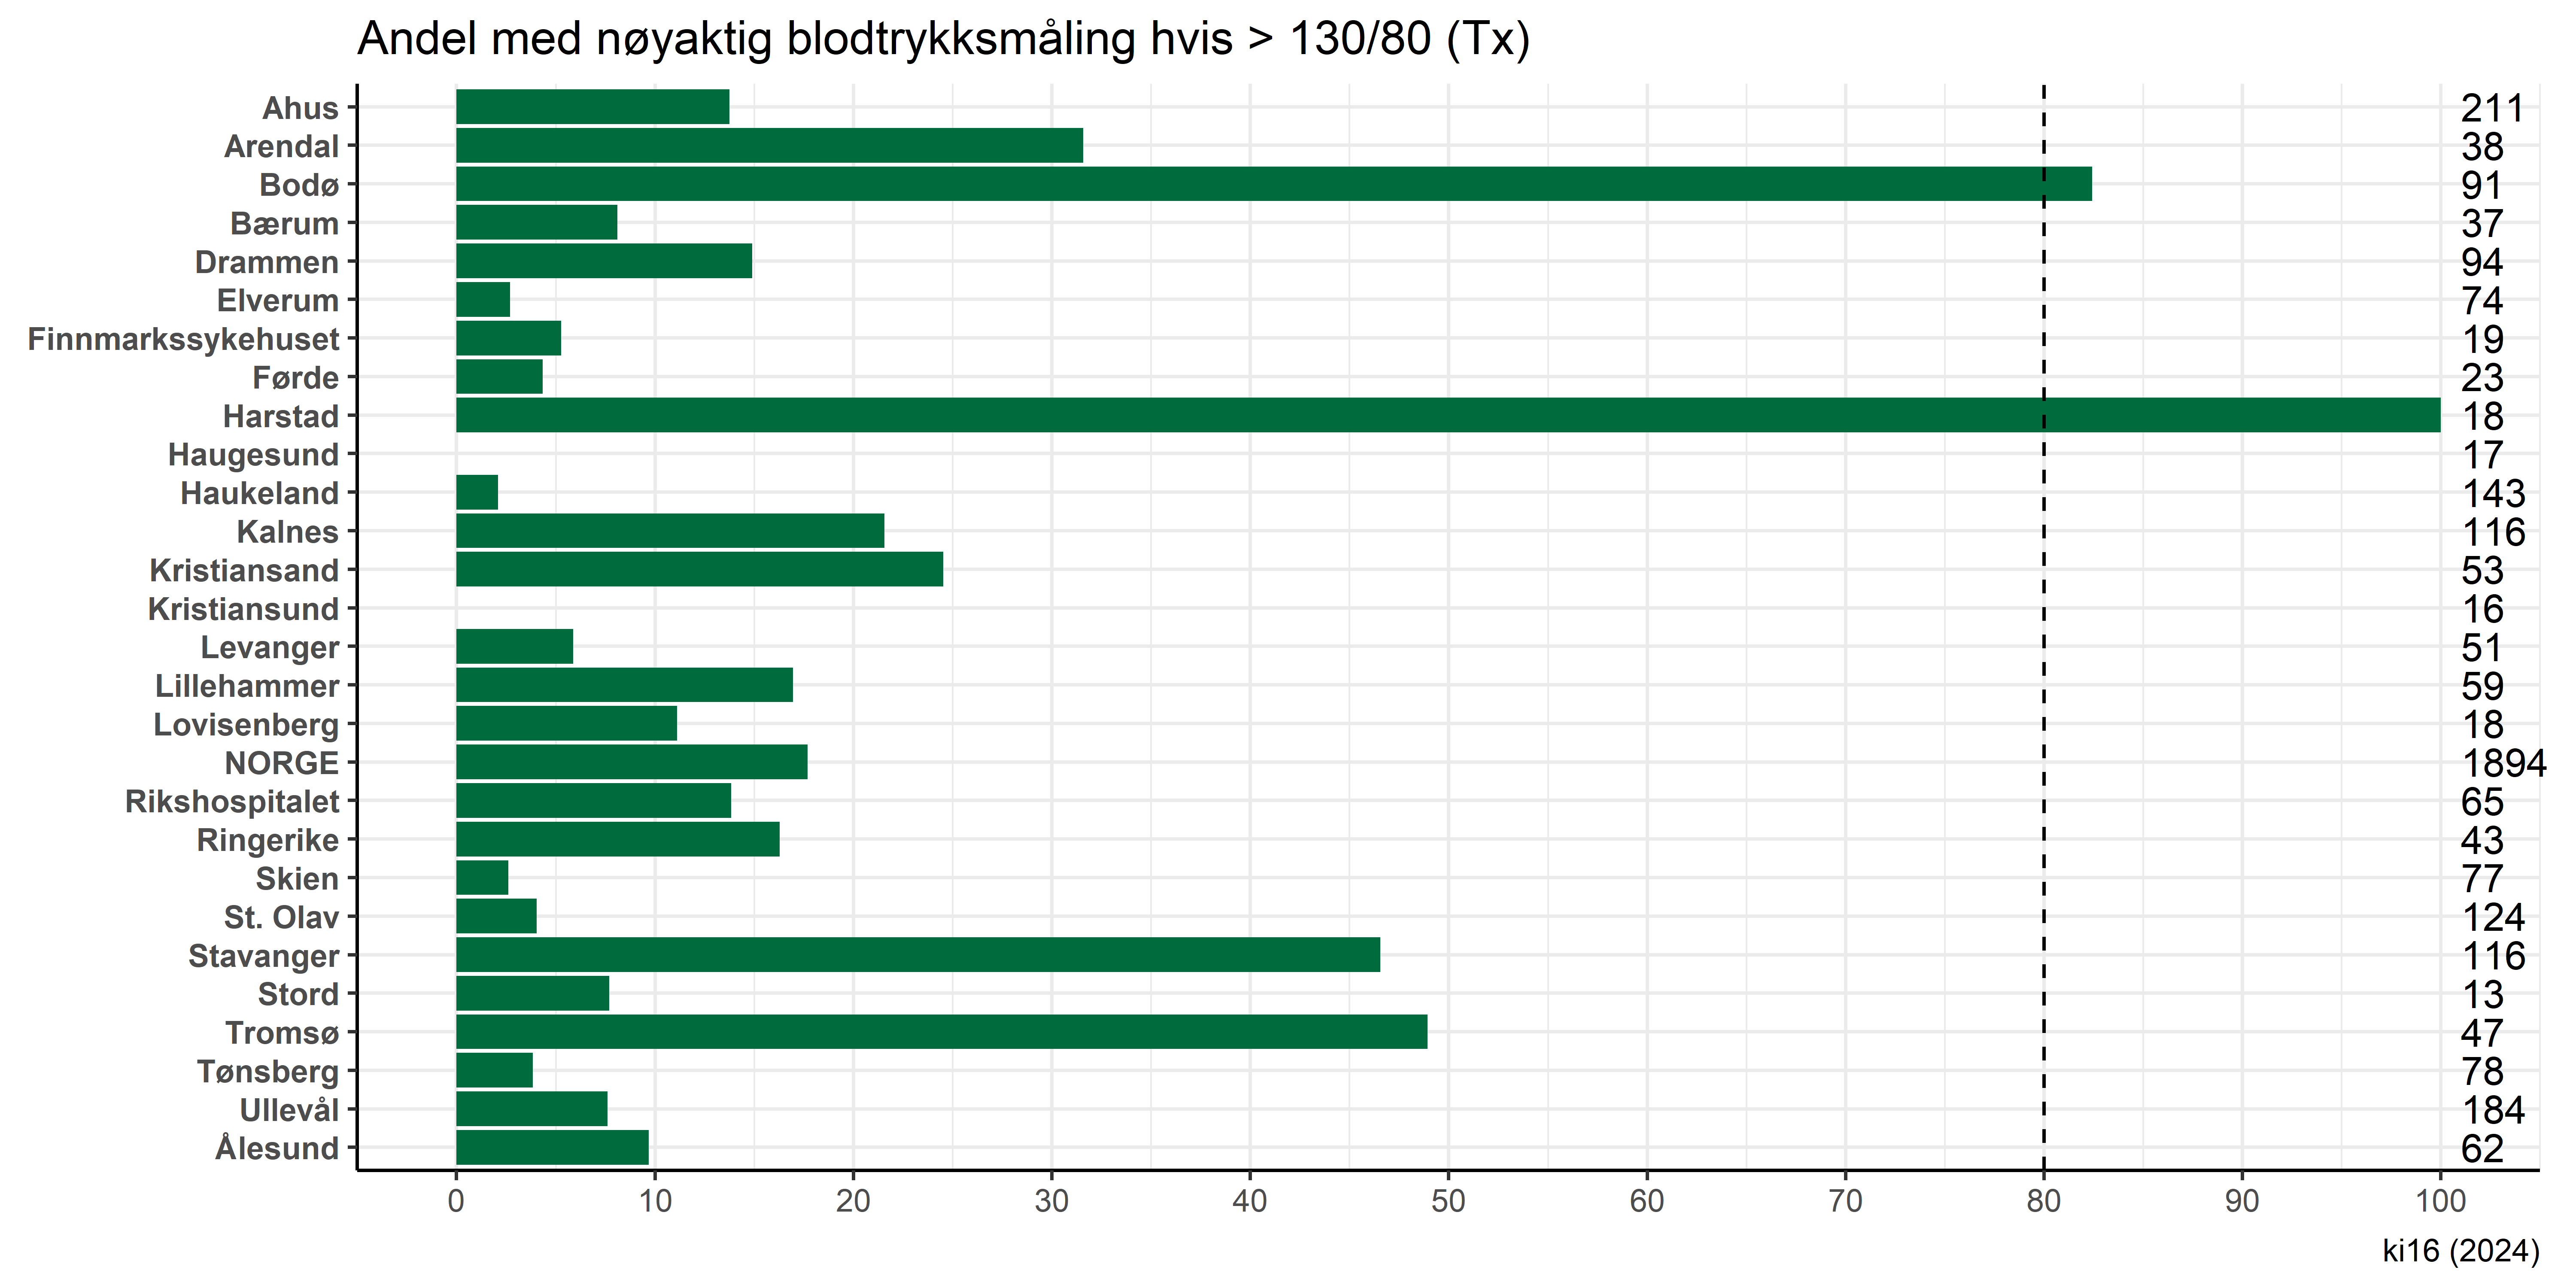 Andel med nøyaktig blodtrykksmåling hvis > 130/80 (Tx)
Ahus 211
Arendal 38
Bodø 91
Bærum 37
Drammen 94
Elverum 74
Finnmarkssykehuset 19
Førde 23
Harstad 18
Haugesund 17
Haukeland 143
Kalnes 116
Kristiansand 53
Kristiansund 16
Levanger 51
Lillehammer 59
Lovisenberg 18
NORGE 1894
Rikshospitalet 65
Ringerike 43
Skien 77
St. Olav 124
Stavanger 116
Stord 13
Tromsø 47
Tønsberg 78
Ullevål 184
Ålesund 62
0 10 20 30 40 50 60 70 80 90 100
ki16 (2024)